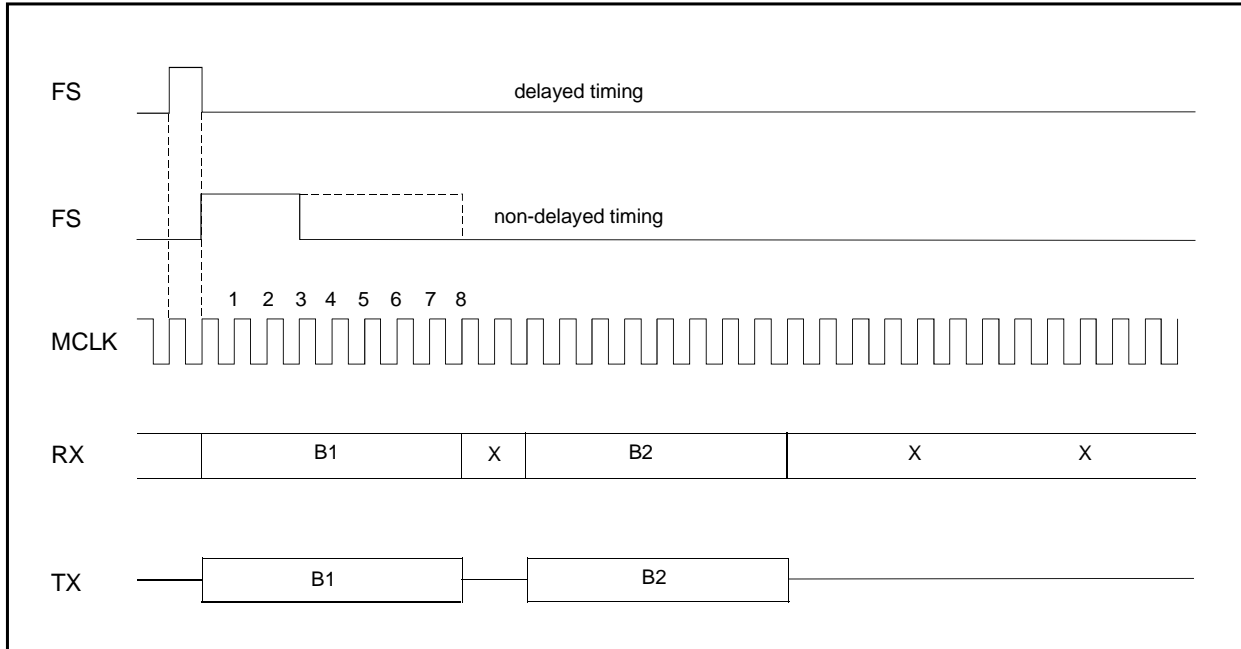 FS
delayed timing
FS
non-delayed timing
1 2 3 4 5 6 7 8
MCLK
RX B1 X B2 X X
TX B1 B2